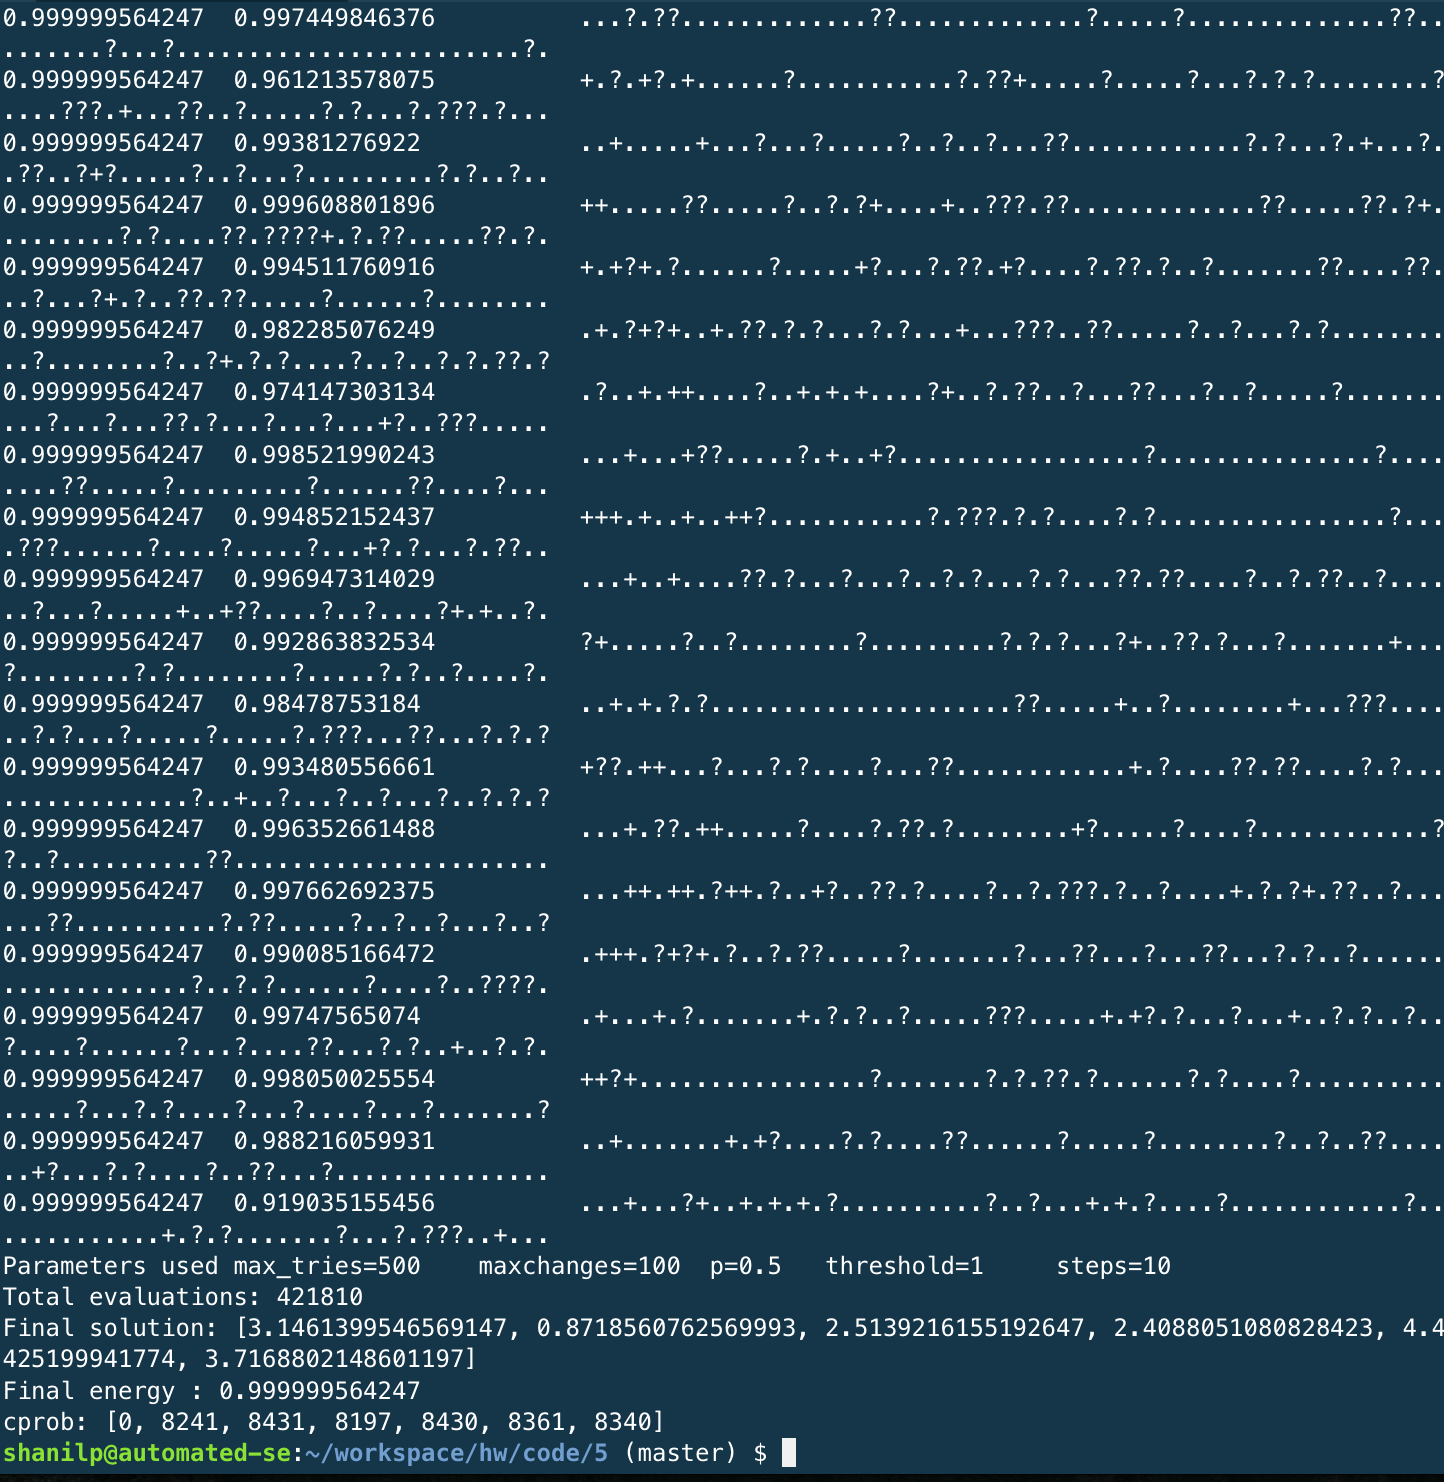 0.999999564247  0.997449846376          ...?.??.............??.............?.....?..............??..
.......?...?........................?.
0.999999564247  0.961213578075          +.?.+?.+......?...........?.??+.....?.....?...?.?.?........?
....???.+...??..?.....?.?...?.???.?...
0.999999564247  0.99381276922           ..+.....+...?...?.....?..?..?...??............?.?...?.+...?.
.??..?+?.....?..?...?.........?.?..?..
0.999999564247  0.999608801896          ++.....??.....?..?.?+....+..???.??.............??.....??.?+.
........?.?....??.????+.?.??.....??.?.
0.999999564247  0.994511760916          +.+?+.?......?.....+?...?.??.+?....?.??.?..?.......??....??.
..?...?+.?..??.??.....?......?........
0.999999564247  0.982285076249          .+.?+?+..+.??.?.?...?.?...+...???..??.....?..?...?.?........
..?........?..?+.?.?....?..?..?.?.??.?
0.999999564247  0.974147303134          .?..+.++....?..+.+.+....?+..?.??..?...??...?..?.....?.......
...?...?...??.?...?...?...+?..???.....
0.999999564247  0.998521990243          ...+...+??.....?.+..+?.................?...............?....
....??.....?.........?......??....?...
0.999999564247  0.994852152437          +++.+..+..++?...........?.???.?.?....?.?................?...
.???......?....?.....?...+?.?...?.??..
0.999999564247  0.996947314029          ...+..+....??.?...?...?..?.?...?.?...??.??....?..?.??..?....
..?...?.....+..+??....?..?....?+.+..?.
0.999999564247  0.992863832534          ?+.....?..?........?.........?.?.?...?+..??.?...?.......+...
?........?.?........?.....?.?..?....?.
0.999999564247  0.98478753184           ..+.+.?.?.....................??.....+..?........+...???....
..?.?...?.....?.....?.???...??...?.?.?
0.999999564247  0.993480556661          +??.++...?...?.?....?...??............+.?....??.??....?.?...
.............?..+..?...?..?...?..?.?.?
0.999999564247  0.996352661488          ...+.??.++.....?....?.??.?........+?.....?....?............?
?..?..........??......................
0.999999564247  0.997662692375          ...++.++.?++.?..+?..??.?....?..?.???.?..?....+.?.?+.??..?...
...??..........?.??.....?..?..?...?..?
0.999999564247  0.990085166472          .+++.?+?+.?..?.??.....?.......?...??...?...??...?.?..?......
.............?..?.?......?....?..????.
0.999999564247  0.99747565074           .+...+.?.......+.?.?..?.....???.....+.+?.?...?...+..?.?..?..
?....?......?...?....??...?.?..+..?.?.
0.999999564247  0.998050025554          ++?+................?.......?.?.??.?......?.?....?..........
.....?...?.?....?...?....?...?.......?
0.999999564247  0.988216059931          ..+.......+.+?....?.?....??......?.....?........?..?..??....
..+?...?.?....?..??...?...............
0.999999564247  0.919035155456          ...+...?+..+.+.+.?..........?..?...+.+.?....?............?..
...........+.?.?.......?...?.???..+...
Parameters used max_tries=500    maxchanges=100  p=0.5   threshold=1     steps=10
Total evaluations: 421810
Final solution: [3.1461399546569147, 0.8718560762569993, 2.5139216155192647, 2.4088051080828423, 4.4
425199941774, 3.7168802148601197]
Final energy : 0.999999564247
cprob: [0, 8241, 8431, 8197, 8430, 8361, 8340]
shanilp@automated-se:~/workspace/hw/code/5 (master) $